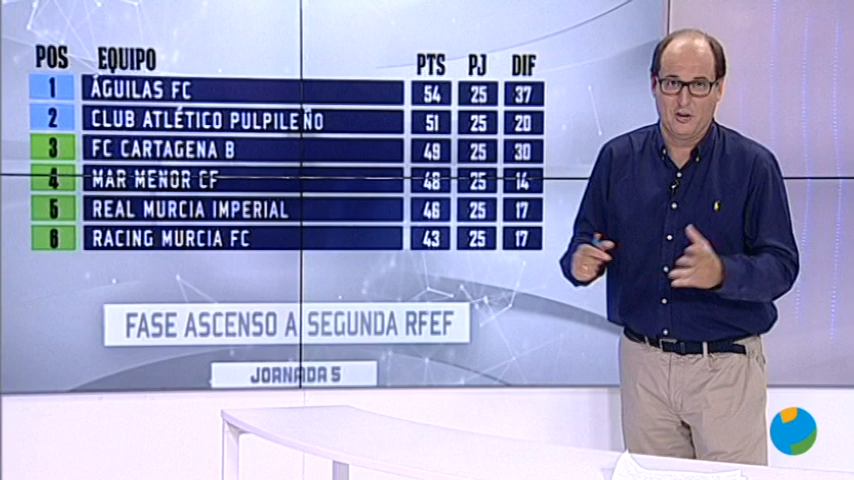 POS EQUIPO PTS PJ DIF
1 ÁGUILAS FC 54 25 37
2 CLUB ATLÉTICO PULPILEÑO 51 25 20
3 FC CARTAGENA B 49 25 30
4 MAR MENOR CF 48 25 14
5 REAL MURCIA IMPERIAL 46 25 17
6 RACING MURCIA FC 43 25 17
FASE ASCENSO A SEGUNDA RFEF
JORNADA 5